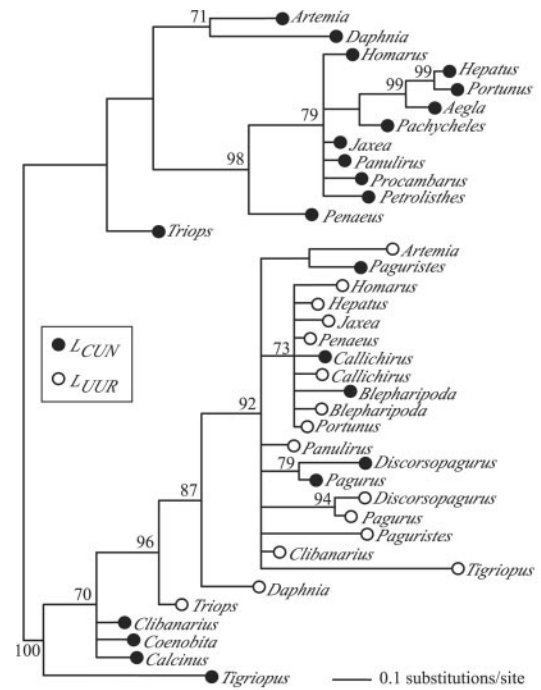 71
Artemia
Daphnia
Homarus
99
Hepatus
99
Portunus
Aegla
79
Pachycheles
Jaxea
98
Panulirus
Procambarus
Petrolisthes
Penaeus
Triops
Artemia
Paguristes
Homarus
Hepatus
Jaxea
Penaeus
73
Callichirus
Callichirus
Blepharipoda
Blepharipoda
Portunus
Panulirus
92
79
Discorsopagurus
Pagurus
94
Discorsopagurus
Pagurus
Paguristes
Clibanarius
Tigriopus
87
Daphnia
96
Triops
70
Clibanarius
Coenobita
Calcinus
100
Tigriopus
L CUN
L UUR
0.1 substitutions/site